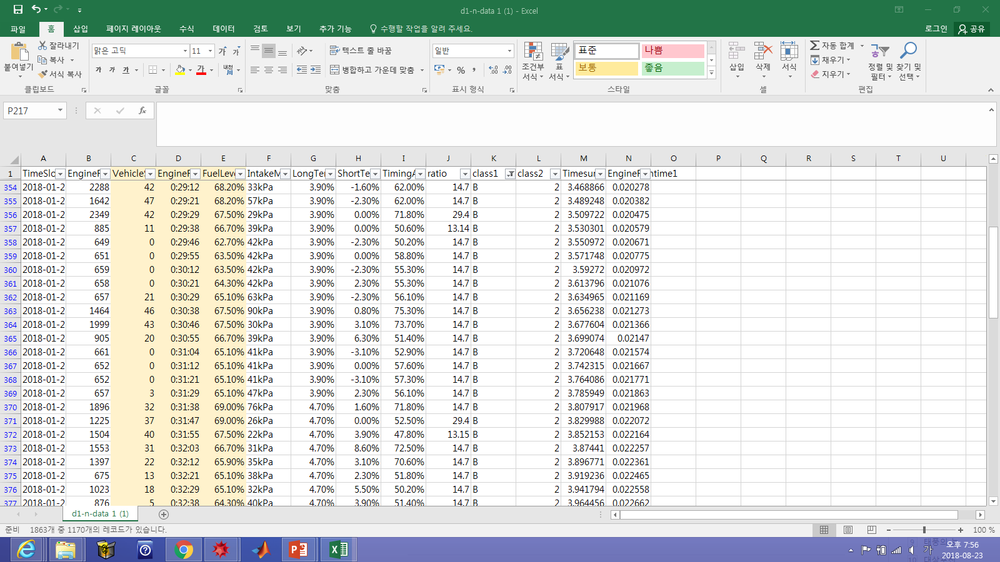 d1-n-data 1 (1) - Excel
파일 홈 삽입 페이지 레이아웃 수식 데이터 검토 보기 추가 기능 수행할 작업을 알려 주세요. 로그인 공유
붙여넣기 잘라내기 복사 서식 복사
클립보드
맑은 고딕 11
가 가 가 가 가 가 내천
글꼴
텍스트 줄 바꿈
병합하고 가운데 맞춤
맞춤
일반
% , .00 .0
표시 형식
조건부 서식 표 서식
표준 나쁨
보통 좋음
스타일
삽입 삭제 서식
셀
자동 합계 채우기 지우기
정렬 및 필터 찾기 및 선택
편집
P217 fx
A B C D E F G H I J K L M N O P Q R S T U
1 TimeSlo EngineF VehicleS EngineF FuelLeve IntakeM LongTe ShortTe TimingA ratio class1 class2 Timesur EngineF ntime1
354 2018-01-2 2288 42 0:29:12 68.20% 33kPa 3.90% -1.60% 62.00% 14.7 B 2 3.468866 0.020278
355 2018-01-2 1642 47 0:29:21 68.20% 57kPa 3.90% -2.30% 62.00% 14.7 B 2 3.489248 0.020382
356 2018-01-2 2349 42 0:29:29 67.50% 29kPa 3.90% 0.00% 71.80% 29.4 B 2 3.509722 0.020475
357 2018-01-2 885 11 0:29:38 66.70% 39kPa 3.90% 0.00% 50.60% 13.14 B 2 3.530301 0.020579
358 2018-01-2 649 0 0:29:46 62.70% 42kPa 3.90% -2.30% 50.20% 14.7 B 2 3.550972 0.020671
359 2018-01-2 651 0 0:29:55 63.50% 42kPa 3.90% 0.00% 58.80% 14.7 B 2 3.571748 0.020775
360 2018-01-2 659 0 0:30:12 63.50% 42kPa 3.90% -2.30% 55.30% 14.7 B 2 3.59272 0.020972
361 2018-01-2 658 0 0:30:21 64.30% 42kPa 3.90% 2.30% 55.30% 14.7 B 2 3.613796 0.021076
362 2018-01-2 657 21 0:30:29 65.10% 63kPa 3.90% -2.30% 56.10% 14.7 B 2 3.634965 0.021169
363 2018-01-2 1464 46 0:30:38 67.50% 90kPa 3.90% 0.80% 75.30% 14.7 B 2 3.656238 0.021273
364 2018-01-2 1999 43 0:30:46 67.50% 30kPa 3.90% 3.10% 73.70% 14.7 B 2 3.677604 0.021366
365 2018-01-2 905 20 0:30:55 66.70% 39kPa 3.90% 6.30% 51.40% 14.7 B 2 3.699074 0.02147
366 2018-01-2 661 0 0:31:04 65.10% 41kPa 3.90% -3.10% 52.90% 14.7 B 2 3.720648 0.021574
367 2018-01-2 652 0 0:31:12 65.10% 41kPa 3.90% 0.00% 57.60% 14.7 B 2 3.742315 0.021667
368 2018-01-2 652 0 0:31:21 65.10% 41kPa 3.90% -3.10% 57.30% 14.7 B 2 3.764086 0.021771
369 2018-01-2 657 3 0:31:29 65.10% 47kPa 3.90% 2.30% 56.10% 14.7 B 2 3.785949 0.021863
370 2018-01-2 1896 32 0:31:38 69.00% 76kPa 4.70% 1.60% 71.80% 14.7 B 2 3.807917 0.021968
371 2018-01-2 1225 37 0:31:47 69.00% 26kPa 4.70% 0.00% 52.50% 29.4 B 2 3.829988 0.022072
372 2018-01-2 1504 40 0:31:55 67.50% 22kPa 4.70% 3.90% 47.80% 13.15 B 2 3.852153 0.022164
373 2018-01-2 1553 31 0:32:03 66.70% 31kPa 4.70% 8.60% 72.50% 14.7 B 2 3.87441 0.022257
374 2018-01-2 1397 22 0:32:12 65.90% 35kPa 4.70% 3.10% 70.60% 14.7 B 2 3.896771 0.022361
375 2018-01-2 675 13 0:32:21 65.10% 38kPa 4.70% 2.30% 51.80% 14.7 B 2 3.919236 0.022465
376 2018-01-2 1023 18 0:32:29 65.10% 32kPa 4.70% 5.50% 50.20% 14.7 B 2 3.941794 0.022558
377 2018-01-2 876 5 0:32:38 64.30% 40kPa 4.70% 3.90% 51.40% 14.7 B 2 3.964456 0.022662
d1-n-data 1 (1)
준비 1863개 중 1170개의 레코드가 있습니다. 100 %
가 오후 7:56
2018-08-23